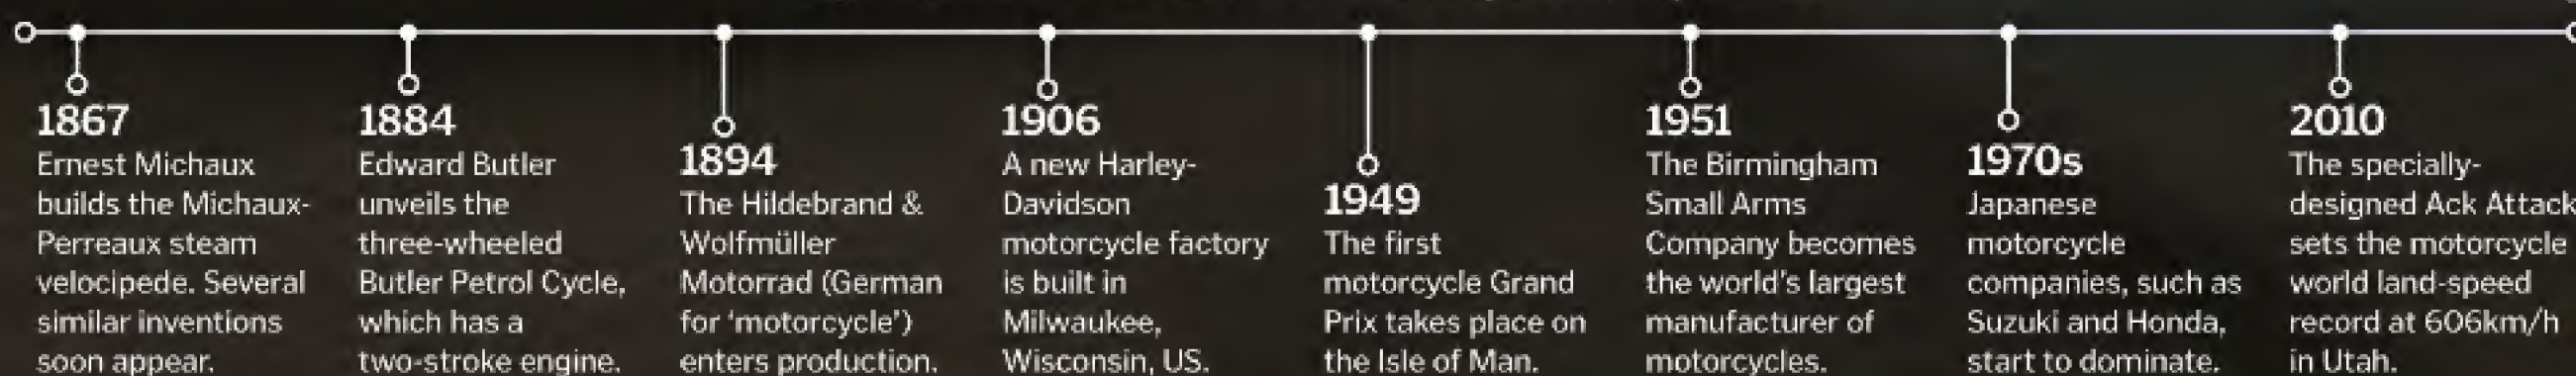 1867
Ernest Michaux
builds the Michaux-
Perreaux steam
velocipede. Several
similar inventions
soon appear.
1884
Edward Butler
unveils the
three-wheeled
Butler Petrol Cycle,
which has a
two-stroke engine.
1894
The Hildebrand &
Wolfmüller
Motorrad (German
for ‘motorcycle’)
enters production.
1906
A new Harley-
Davidson
motorcycle factory
is built in
Milwaukee,
Wisconsin, US.
1949
The first
motorcycle Grand
Prix takes place on
the Isle of Man.
1951
The Birmingham
Small Arms
Company becomes
the world’s largest
manufacturer of
motorcycles.
1970s
Japanese
motorcycle
companies, such as
Suzuki and Honda,
start to dominate.
2010
The specially-
designed Ack Attack
sets the motorcycle
world land-speed
record at 606km/h
in Utah.